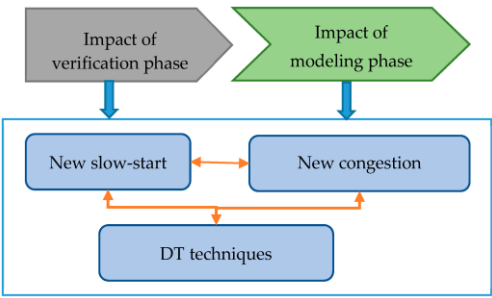 Impact of
verification phase
Impact of
modeling phase
New slow-start
New congestion
DT techniques